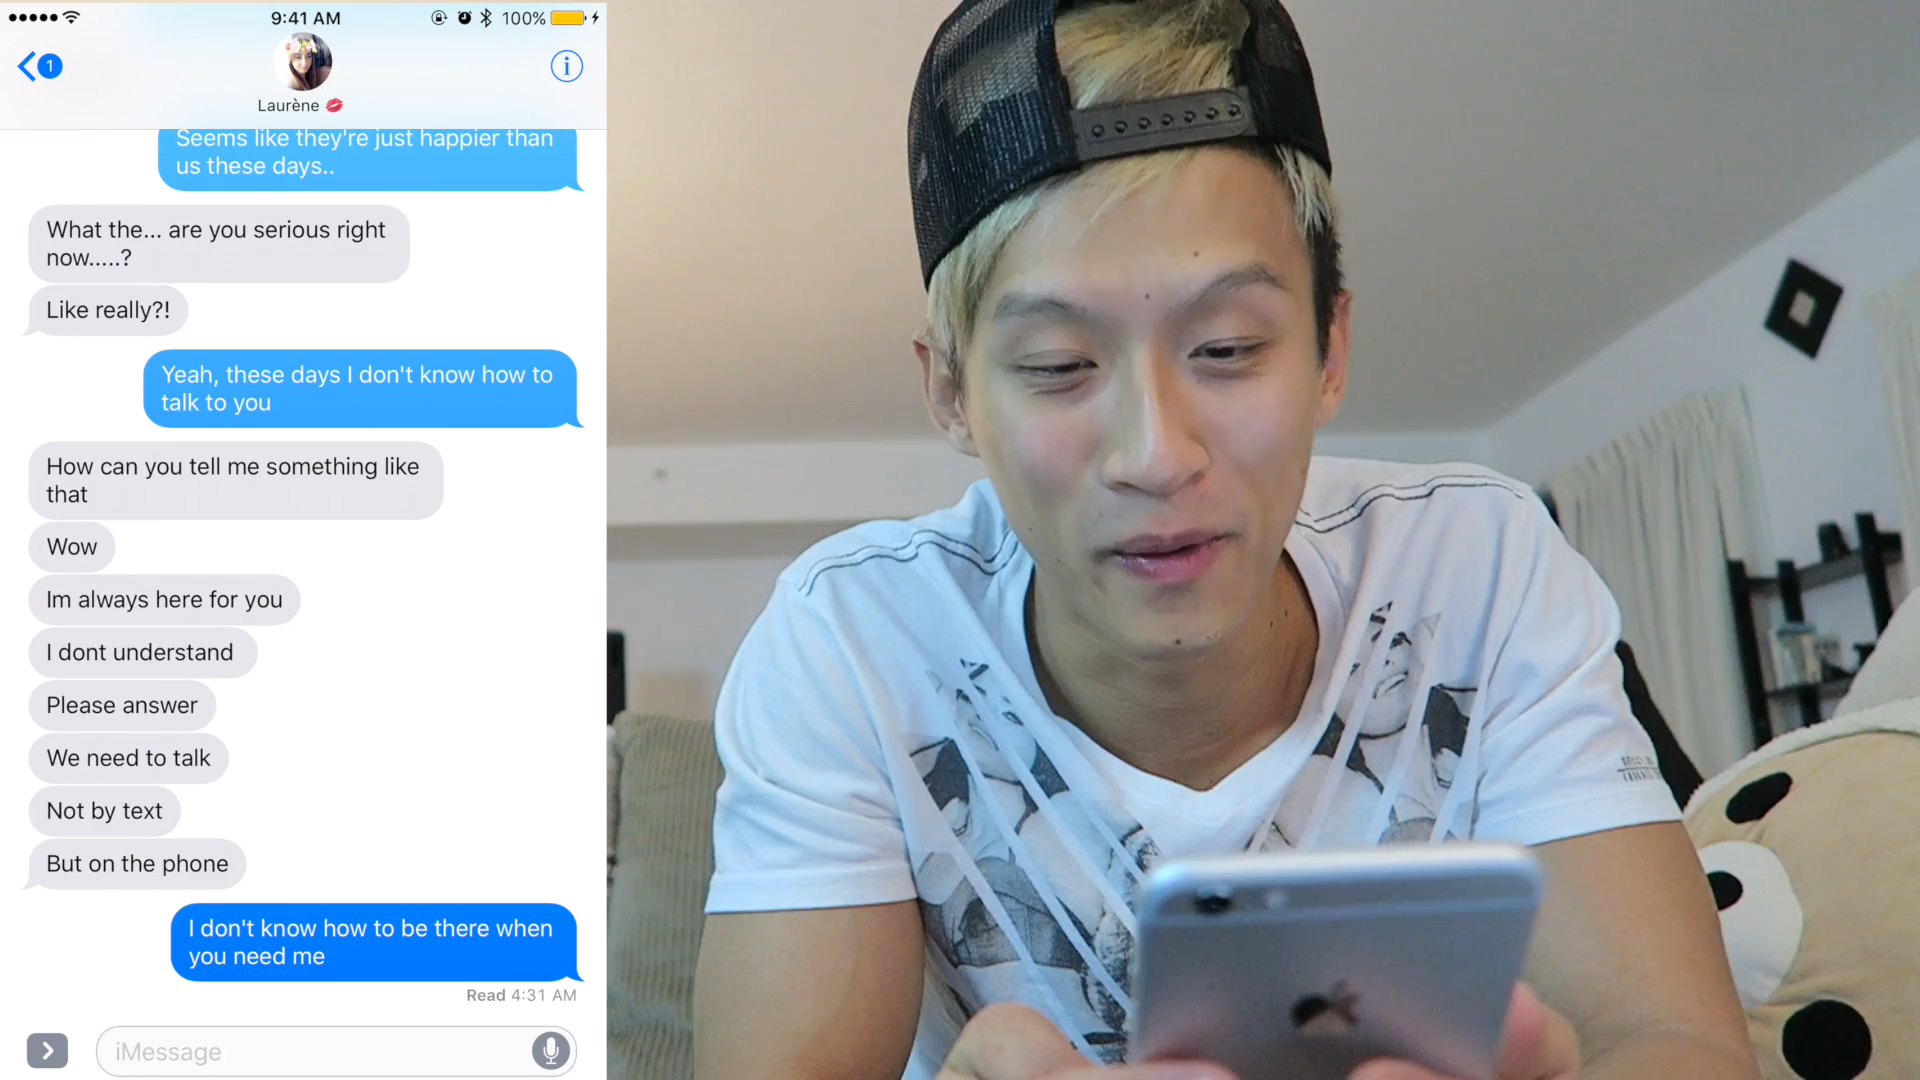 9:41 AM
100%
1
Laurène
Seems like they're just happier than
us these days..
What the... are you serious right
now.....?
Like really?!
Yeah, these days I don't know how to
talk to you
How can you tell me something like
that
Wow
Im always here for you
I dont understand
Please answer
We need to talk
Not by text
But on the phone
I don't know how to be there when
you need me
Read 4:31 AM
iMessage